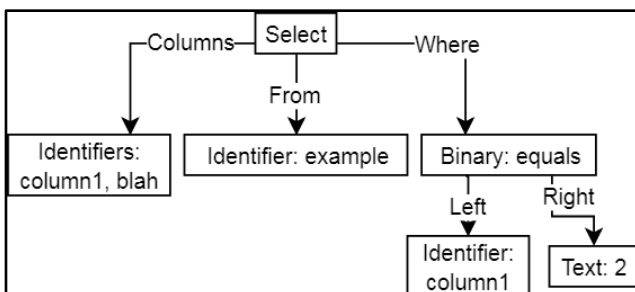 Select
Columns
Where
From
Identifiers:
column1, blah
Identifier: example
Binary: equals
Left
Right
Identifier:
column1
Text: 2